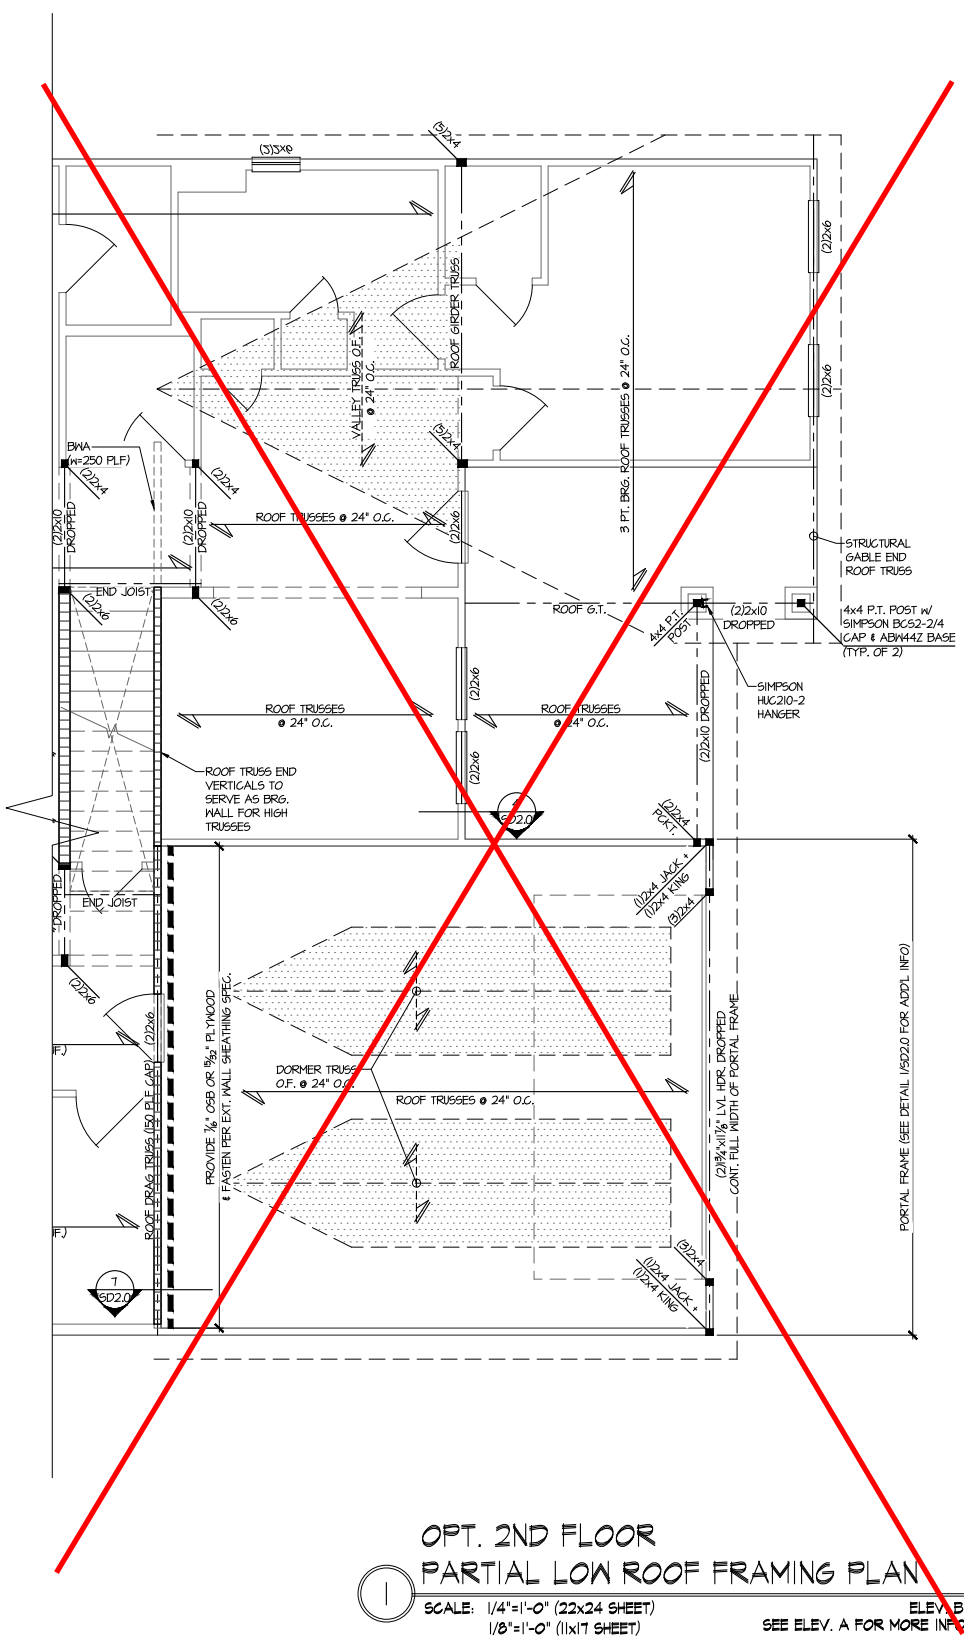 (5)2x4
(2)2x6
(2)2x6
(2)2x6
ROOF GIRDER TRUSS
VALLEY TRUSS O.F.
@ 24" O.C.
3 PT. BRG. ROOF TRUSSES @ 24" O.C.
(5)2x4
BWA
(w=250 PLF)
(2)2x4
(2)2x4
(2)2x10
DROPPED
(2)2x10
DROPPED
ROOF TRUSSES @ 24" O.C.
(2)2x6
STRUCTURAL
GABLE END
ROOF TRUSS
END JOIST
(2)2x6
(2)2x6
ROOF G.T.
4x4 P.T.
POST
(2)2x10
DROPPED
4x4 P.T. POST W/
SIMPSON BCS2-2/4
CAP & ABW44Z BASE
(TYP. OF 2)
SIMPSON
HUC210-2
HANGER
(2)2x10 DROPPED
ROOF TRUSSES
@ 24" O.C.
(2)2x6
ROOF TRUSSES
@ 24" O.C.
(2)2x6
ROOF TRUSS END
VERTICALS TO
SERVE AS BRG.
WALL FOR HIGH
TRUSSES
SD2.0
(2)2x4
PCKT.
(1)2x4 JACK +
(1)2x4 KING
(3)2x4
END JOIST
DROPPED
(2)2x6
(2)2x6
F.)
F.)
ROOF DRAG TRUSS (150 PLF CAP)
PROVIDE 7/16" OSB OR 15/32" PLYWOOD
& FASTEN PER EXT. WALL SHEATHING SPEC.
DORMER TRUSS
O.F. @ 24" O.C.
ROOF TRUSSES @ 24" O.C.
(2)1¾"x11⅞" LVL HDR. DROPPED
CONT. FULL WIDTH OF PORTAL FRAME
PORTAL FRAME (SEE DETAIL 1/SD2.0 FOR ADD'L INFO)
(3)2x4
(1)2x4 JACK +
(1)2x4 KING
7
SD2.0
OPT. 2ND FLOOR
1 PARTIAL LOW ROOF FRAMING PLAN
SCALE: 1/4"=1'-0" (22x24 SHEET) ELEV. B
1/8"=1'-0" (11x17 SHEET) SEE ELEV. A FOR MORE INFO